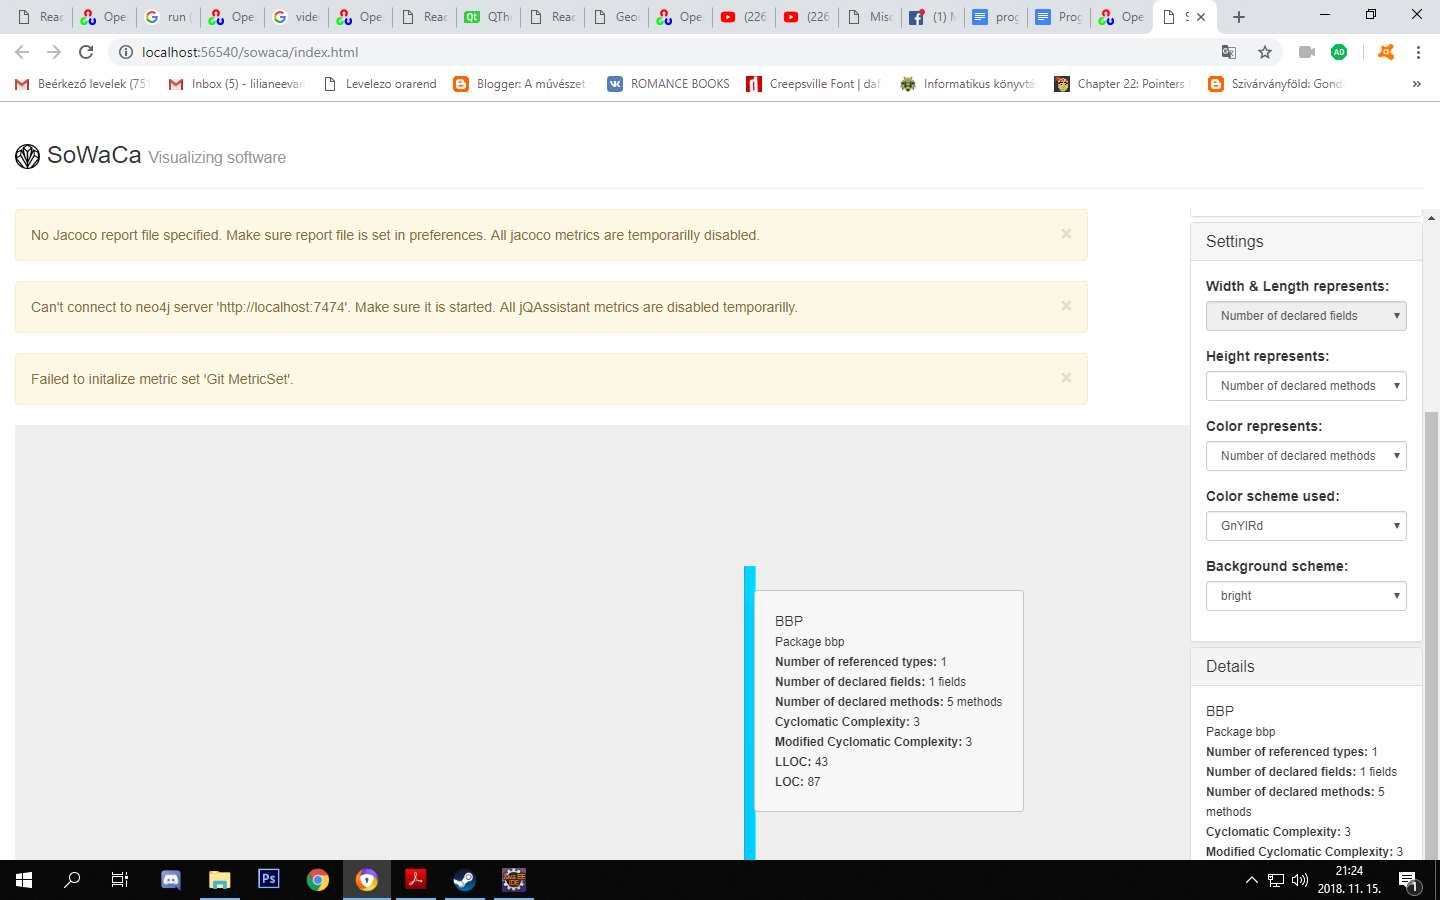 Reac
Ope
run (
Ope
vide
Ope
Reac
QTh
Reac
Geo
Ope
(226
(226
Misc
(1) M
prog
Prog
Ope
S
localhost:56540/sowaca/index.html
Beérkező levelek (751
Inbox (5) - lilianeevan
Levelezo orarend
Blogger: A művészet
ROMANCE BOOKS
Creepsville Font | daf
Informatikus könyvtá
Chapter 22: Pointers t
Szivárványföld: Gond
»
SoWaCa Visualizing software
No Jacoco report file specified. Make sure report file is set in preferences. All jacoco metrics are temporarilly disabled.
Can't connect to neo4j server 'http://localhost:7474'. Make sure it is started. All jQAssistant metrics are disabled temporarilly.
Failed to initalize metric set 'Git MetricSet'.
BBP
Package bbp
Number of referenced types: 1
Number of declared fields: 1 fields
Number of declared methods: 5 methods
Cyclomatic Complexity: 3
Modified Cyclomatic Complexity: 3
LLOC: 43
LOC: 87
Settings
Width & Length represents:
Number of declared fields
Height represents:
Number of declared methods
Color represents:
Number of declared methods
Color scheme used:
GnYlRd
Background scheme:
bright
Details
BBP
Package bbp
Number of referenced types: 1
Number of declared fields: 1 fields
Number of declared methods: 5
methods
Cyclomatic Complexity: 3
Modified Cyclomatic Complexity: 3
21:24
2018. 11. 15.
1